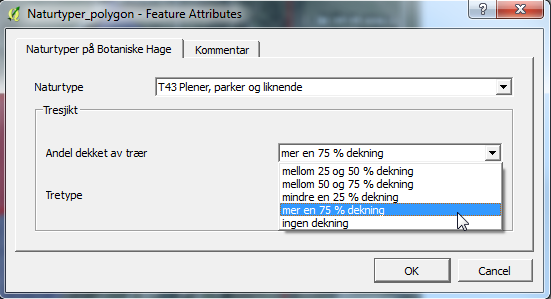 Naturtyper_polygon - Feature Attributes
Naturtyper på Botaniske Hage
Kommentar
Naturtype
T43 Plener, parker og liknende
Tresjikt
Andel dekket av trær
mer en 75 % dekning
mellom 25 og 50 % dekning
mellom 50 og 75 % dekning
mindre en 25 % dekning
Tretype
mer en 75 % dekning
ingen dekning
OK
Cancel